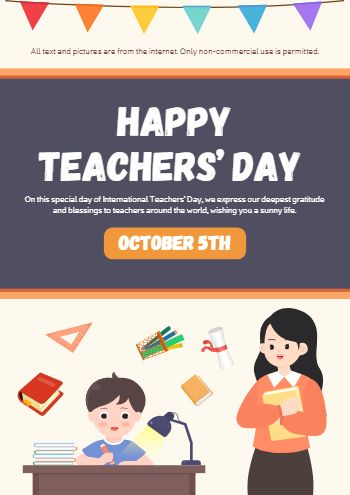 All text and pictures are from the internet. Only non-commercial use is permitted.
HAPPY
TEACHERS' DAY
On this special day of International Teachers' Day, we express our deepest gratitude
and blessings to teachers around the world, wishing you a sunny life.
OCTOBER 5TH